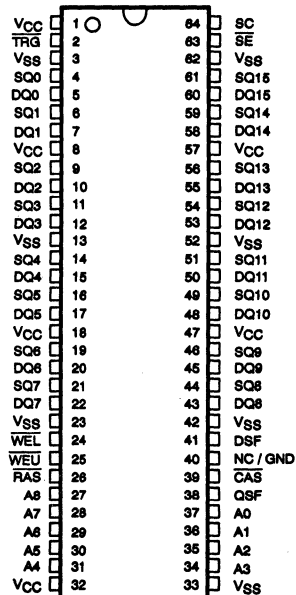 VCC 1 64 SC
TRG 2 63 SE
VSS 3 62 VSS
SQ0 4 61 SQ15
DQ0 5 60 DQ15
SQ1 6 59 SQ14
DQ1 7 58 DQ14
VCC 8 57 VCC
SQ2 9 56 SQ13
DQ2 10 55 DQ13
SQ3 11 54 SQ12
DQ3 12 53 DQ12
VSS 13 52 VSS
SQ4 14 51 SQ11
DQ4 15 50 DQ11
SQ5 16 49 SQ10
DQ5 17 48 DQ10
VCC 18 47 VCC
SQ6 19 46 SQ9
DQ6 20 45 DQ9
SQ7 21 44 SQ8
DQ7 22 43 DQ8
VSS 23 42 VSS
WEL 24 41 DSF
WEU 25 40 NC / GND
RAS 26 39 CAS
A8 27 38 QSF
A7 28 37 A0
A6 29 36 A1
A5 30 35 A2
A4 31 34 A3
VCC 32 33 VSS